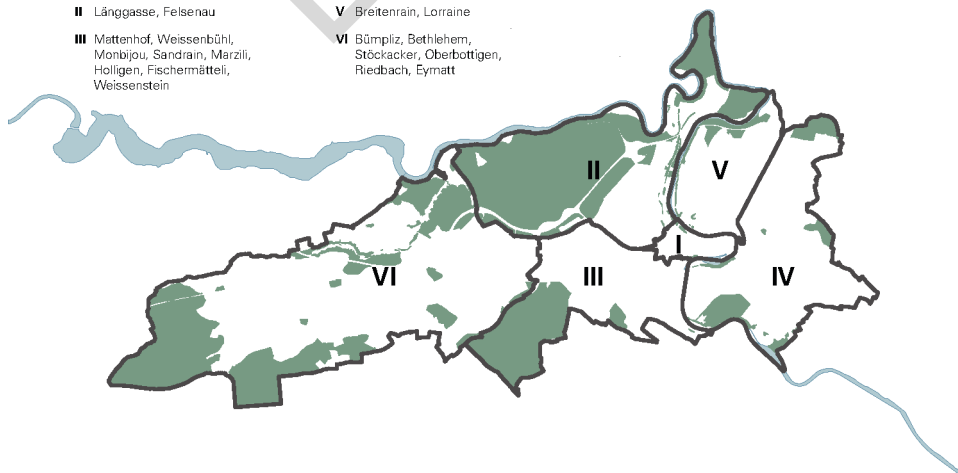 II Länggasse, Felsenau
III Mattenhof, Weissenbühl,
Monbijou, Sandrain, Marzili,
Holligen, Fischermätteli,
Weissenstein
V Breitenrain, Lorraine
VI Bümpliz, Bethlehem,
Stöckacker, Oberbottigen,
Riedbach, Eymatt
II
V
I
VI
III
IV